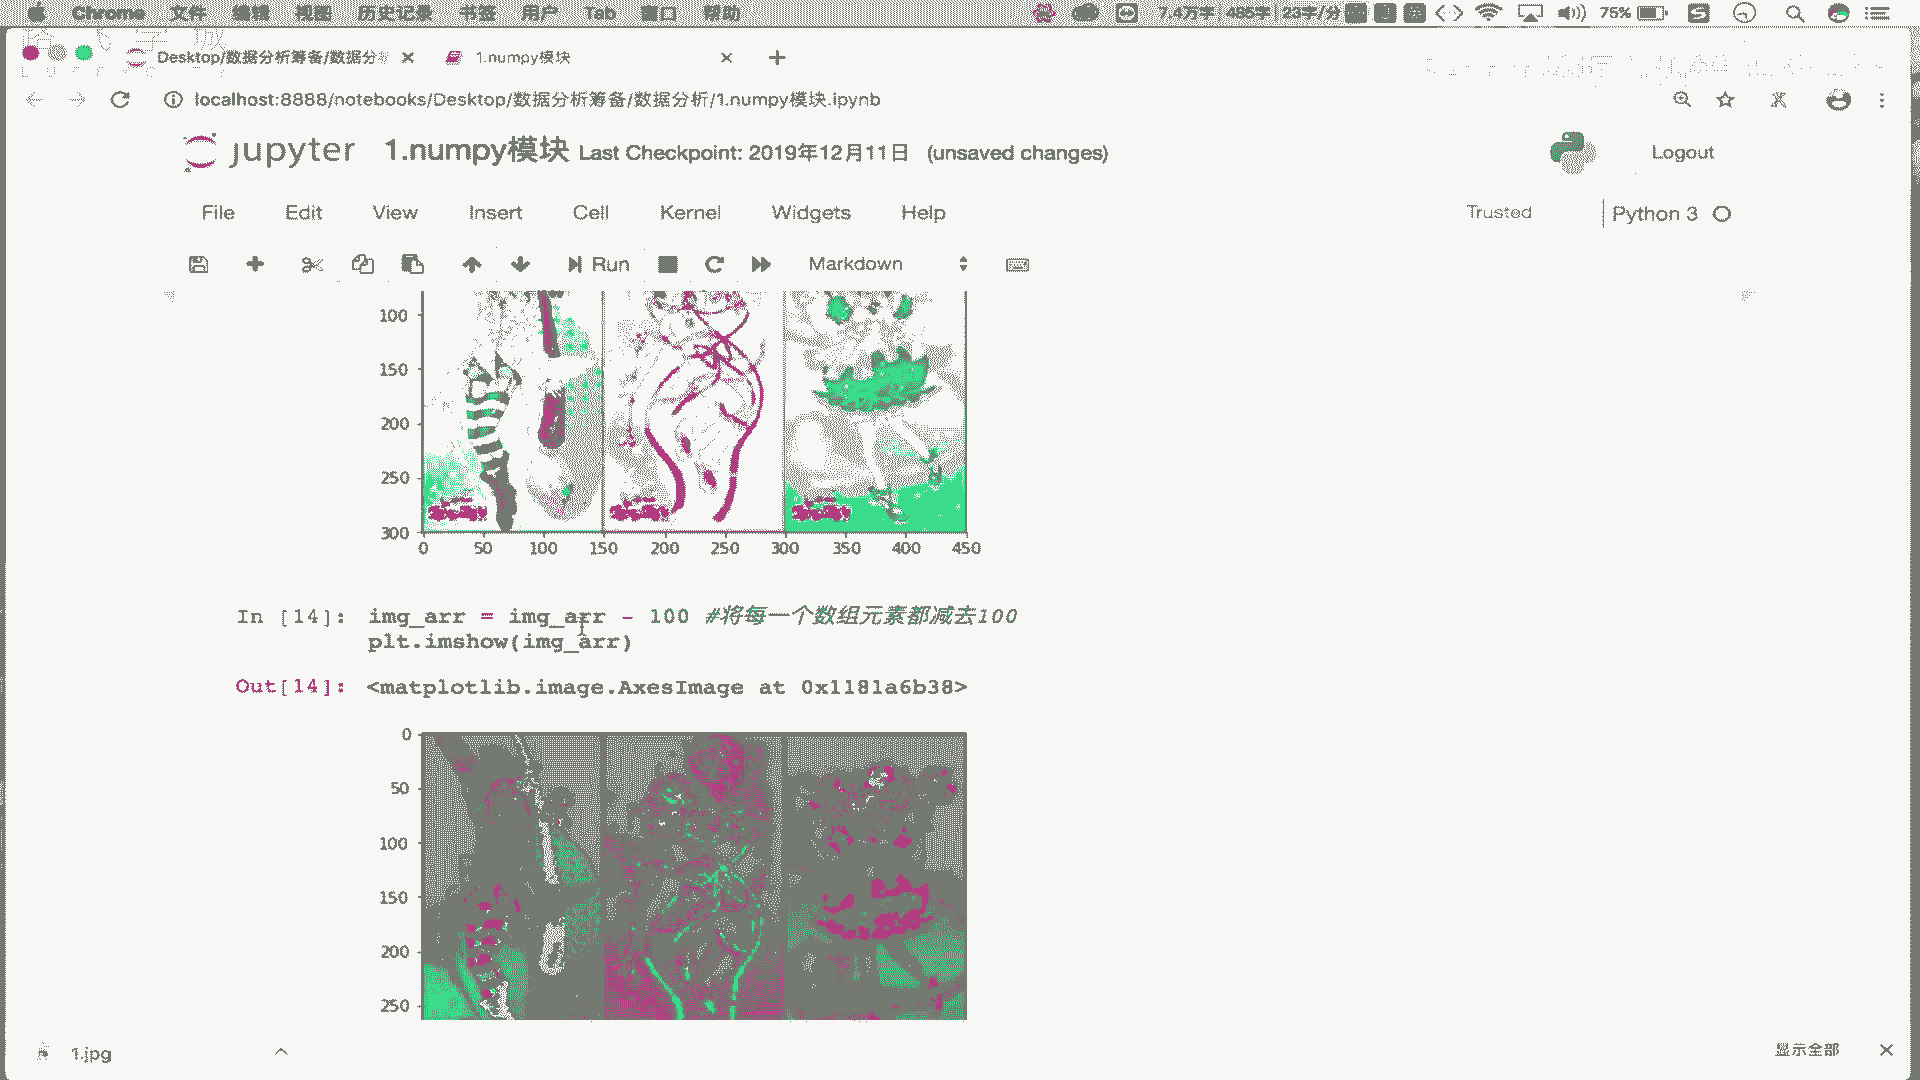 Chrome 文件 编辑 视图 历史记录 书签 用户 Tab 窗口 帮助 7.4万字 485字 23字/分 75%
Desktop/数据分析筹备/数据分析 1.numpy模块
localhost:8888/notebooks/Desktop/数据分析筹备/数据分析/1.numpy模块.ipynb
jupyter 1.numpy模块 Last Checkpoint: 2019年12月11日 (unsaved changes) Logout
File Edit View Insert Cell Kernel Widgets Help Trusted Python 3
Run Markdown
100
150
200
250
300
0 50 100 150 200 250 300 350 400 450
In [14]: img_arr = img_arr - 100 #将每一个数组元素都减去100
plt.imshow(img_arr)
Out[14]: <matplotlib.image.AxesImage at 0x1181a6b38>
0
50
100
150
200
250
1.jpg 显示全部